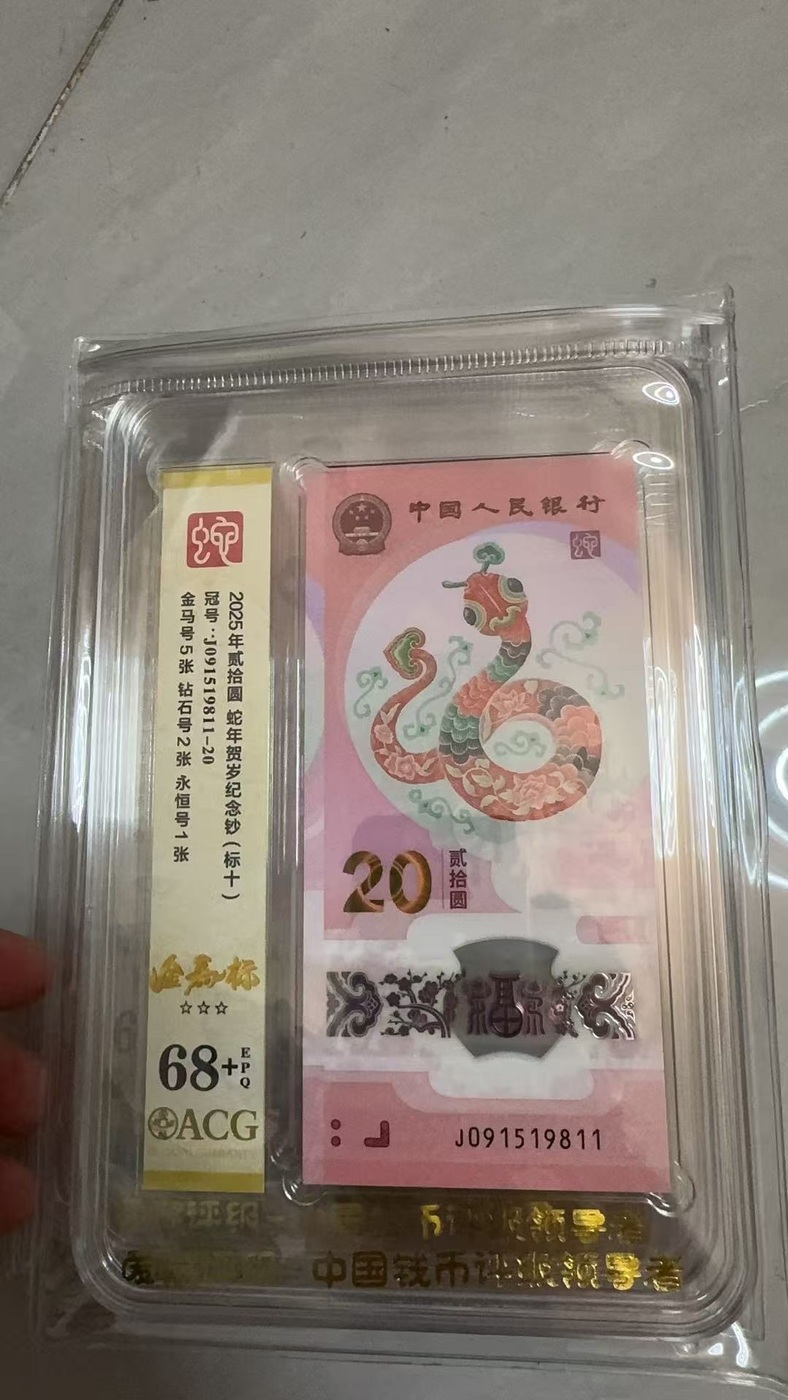 蛇
2025年贰拾圆 蛇年贺岁纪念钞（标十）
冠号：J091519811-20
金马号5张 钻石号2张 永恒号1张
金马标
☆☆☆
68+EPQ
ACG
中国人民银行
蛇
20
贰拾圆
福
J091519811
中国钱币评级领导者